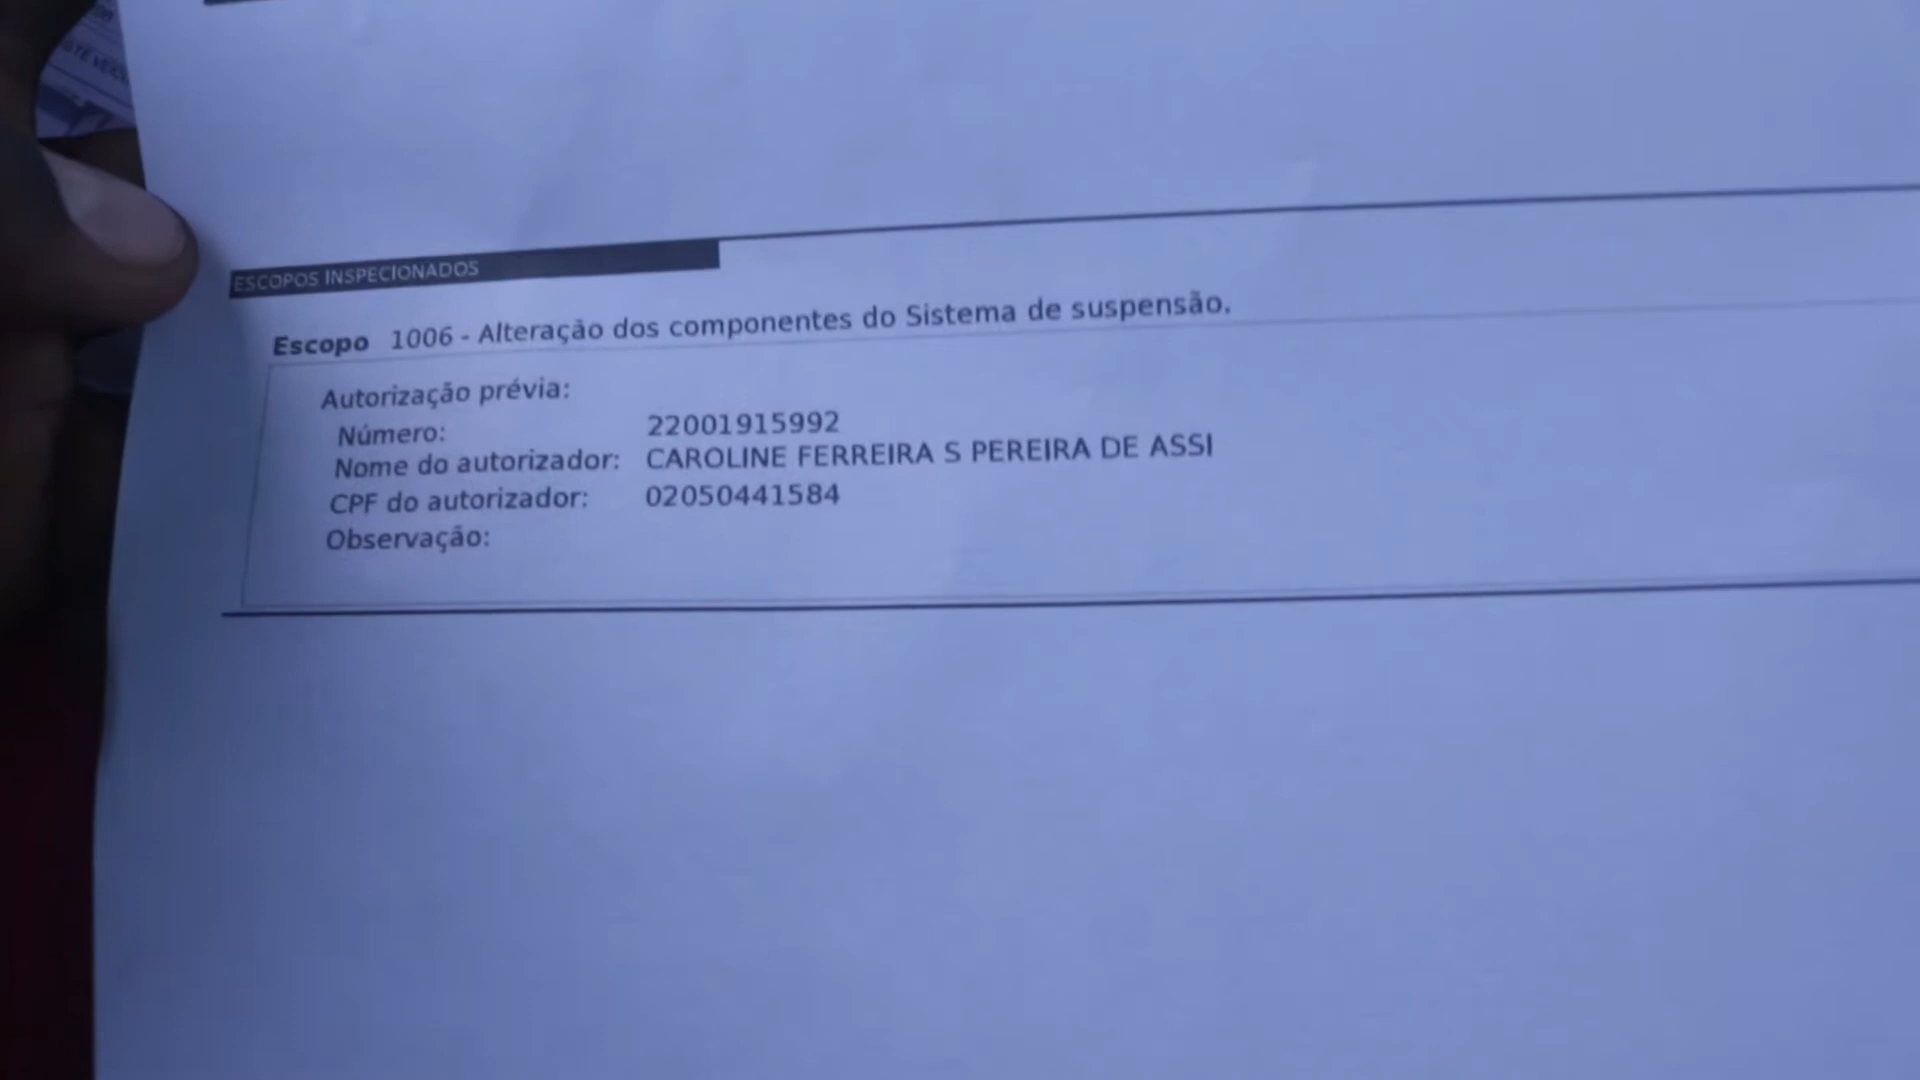 ESCOPOS INSPECIONADOS
Escopo 1006 - Alteração dos componentes do Sistema de suspensão.
Autorização prévia:
Número: 22001915992
Nome do autorizador: CAROLINE FERREIRA S PEREIRA DE ASSI
CPF do autorizador: 02050441584
Observação: